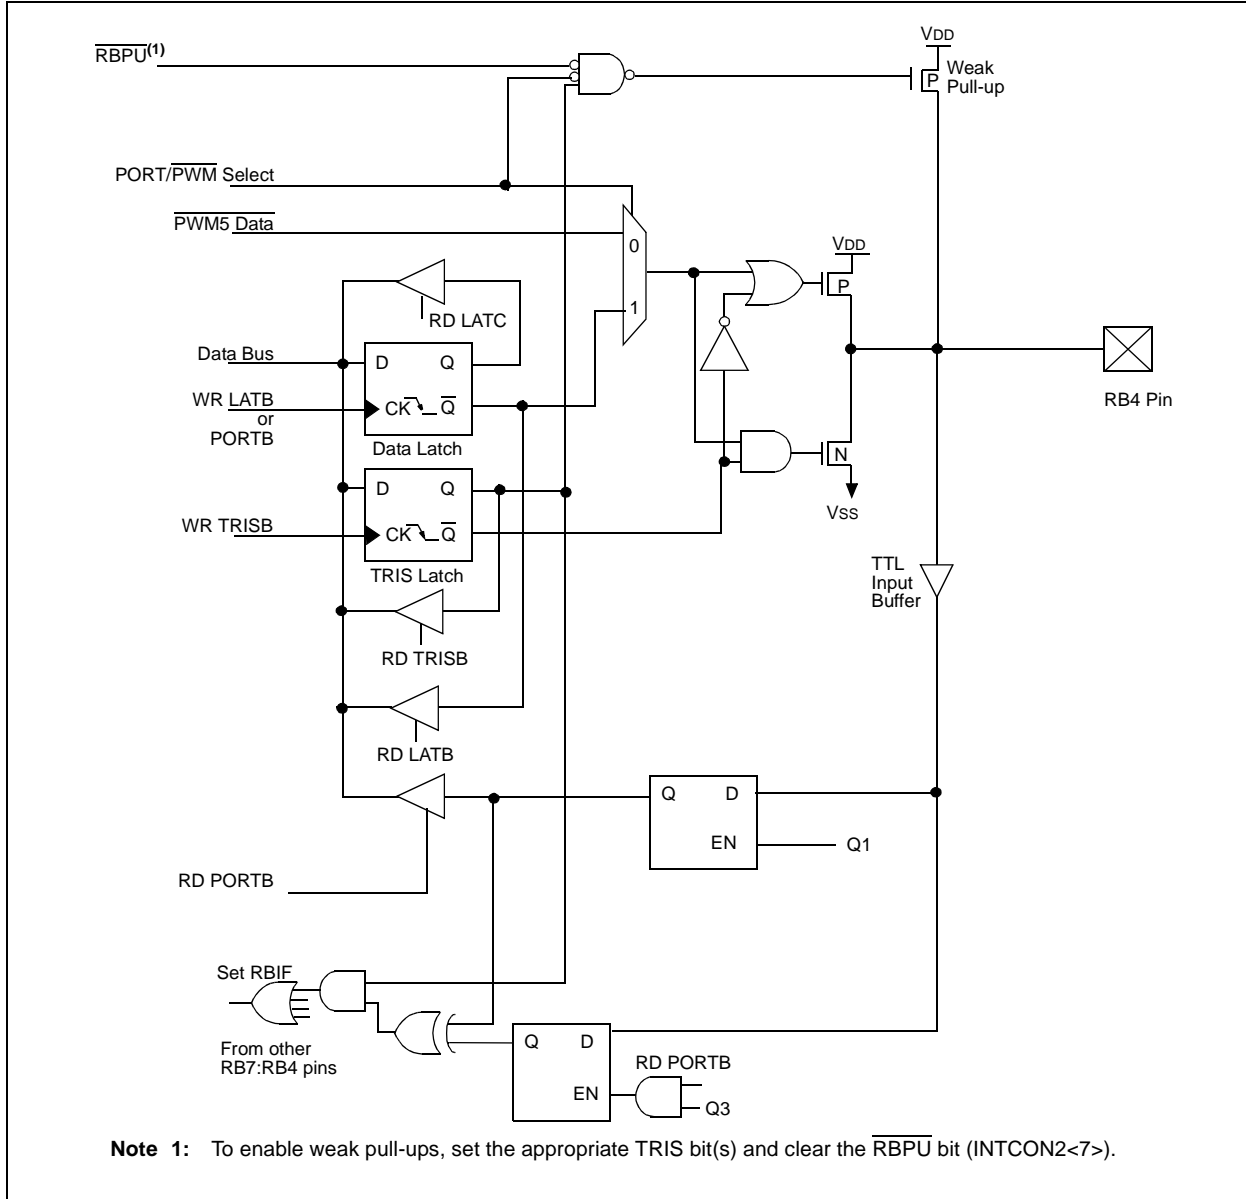 VDD
RBPU(1)
Weak
Pull-up
P
PORT/PWM Select
PWM5 Data
0
VDD
P
1
RD LATC
Data Bus
D Q
WR LATB
or
PORTB
CK Q
Data Latch
RB4 Pin
N
D Q
VSS
WR TRISB
CK Q
TRIS Latch
TTL
Input
Buffer
RD TRISB
RD LATB
Q D
EN
Q1
RD PORTB
Set RBIF
From other
RB7:RB4 pins
Q D
EN
RD PORTB
Q3
Note 1: To enable weak pull-ups, set the appropriate TRIS bit(s) and clear the RBPU bit (INTCON2<7>).